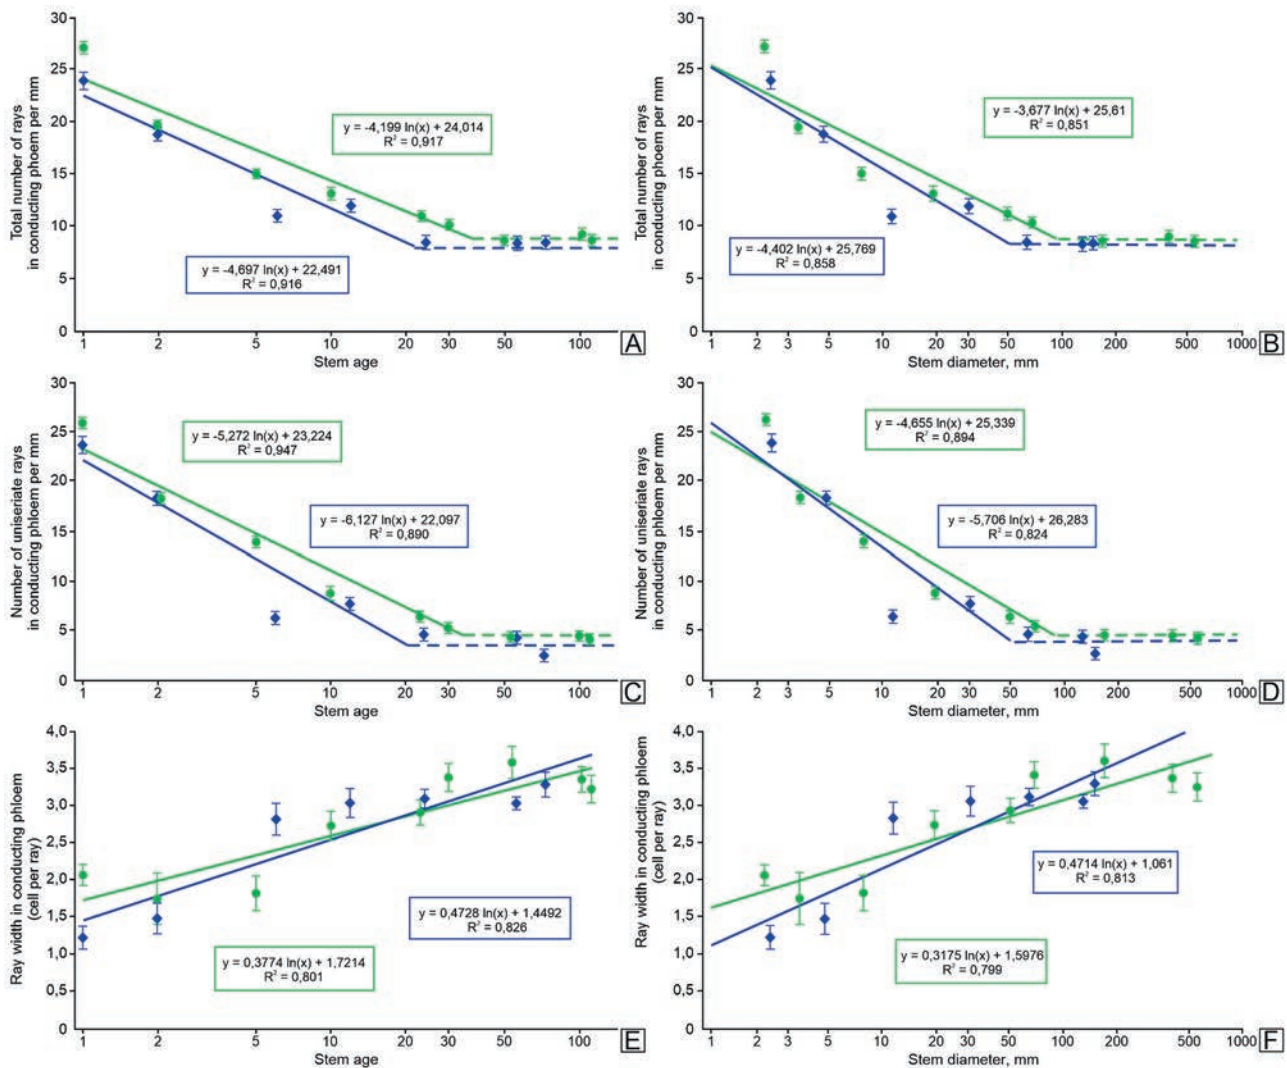 Total number of rays
in conducting phoem per mm
30
25
20
15
10
5
0
y = -4,199 ln(x) + 24,014
R² = 0,917
y = -4,697 ln(x) + 22,491
R² = 0,916
1 2 5 10 20 30 50 100
Stem age
A
Total number of rays
in conducting phoem per mm
30
25
20
15
10
5
0
y = -3,677 ln(x) + 25,61
R² = 0,851
y = -4,402 ln(x) + 25,769
R² = 0,858
1 2 3 5 10 20 30 50 100 200 500 1000
Stem diameter, mm
B
Number of uniseriate rays
in conducting phloem per mm
30
25
20
15
10
5
0
y = -5,272 ln(x) + 23,224
R² = 0,947
y = -6,127 ln(x) + 22,097
R² = 0,890
1 2 5 10 20 30 50 100
Stem age
C
Number of uniseriate rays
in conducting phloem per mm
30
25
20
15
10
5
0
y = -4,655 ln(x) + 25,339
R² = 0,894
y = -5,706 ln(x) + 26,283
R² = 0,824
1 2 3 5 10 20 30 50 100 200 500 1000
Stem diameter, mm
D
Ray width in conducting phloem
(cell per ray)
4,0
3,5
3,0
2,5
2,0
1,5
1,0
0,5
0
y = 0,4728 ln(x) + 1,4492
R² = 0,826
y = 0,3774 ln(x) + 1,7214
R² = 0,801
1 2 5 10 20 30 50 100
Stem age
E
Ray width in conducting phloem
(cell per ray)
4,0
3,5
3,0
2,5
2,0
1,5
1,0
0,5
0
y = 0,4714 ln(x) + 1,061
R² = 0,813
y = 0,3175 ln(x) + 1,5976
R² = 0,799
1 2 3 5 10 20 30 50 100 200 500 1000
Stem diameter, mm
F